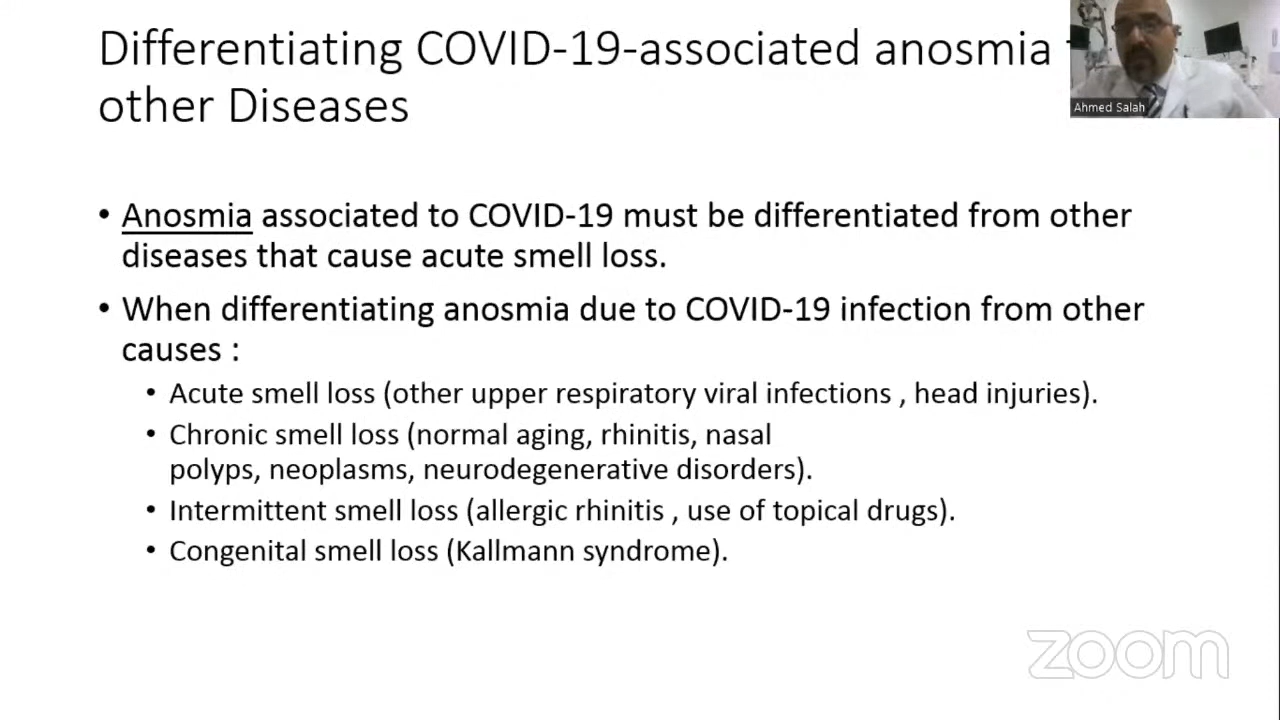 Differentiating COVID-19-associated anosmia
other Diseases
Ahmed Salah
• Anosmia associated to COVID-19 must be differentiated from other
diseases that cause acute smell loss.
• When differentiating anosmia due to COVID-19 infection from other
causes :
• Acute smell loss (other upper respiratory viral infections , head injuries).
• Chronic smell loss (normal aging, rhinitis, nasal
polyps, neoplasms, neurodegenerative disorders).
• Intermittent smell loss (allergic rhinitis , use of topical drugs).
• Congenital smell loss (Kallmann syndrome).
zoom